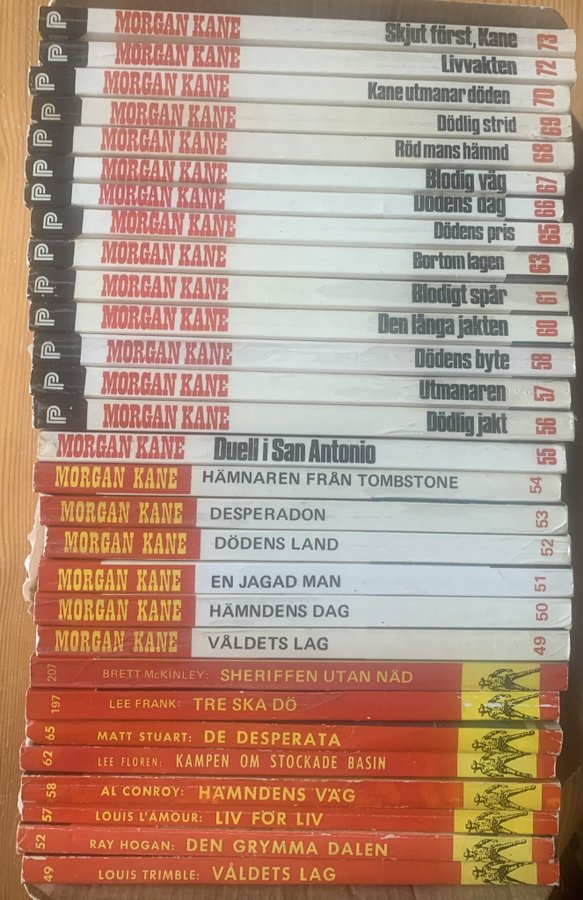 MORGAN KANE Skjut först, Kane 73
MORGAN KANE Livvakten 72
MORGAN KANE Kane utmanar döden 70
MORGAN KANE Dödlig strid 69
MORGAN KANE Röd mans hämnd 68
MORGAN KANE Blodig väg 67
MORGAN KANE Dödens dag 66
MORGAN KANE Dödens pris 65
MORGAN KANE Bortom lagen 63
MORGAN KANE Blodigt spår 61
MORGAN KANE Den långa jakten 60
MORGAN KANE Dödens byte 58
MORGAN KANE Utmanaren 57
MORGAN KANE Dödlig jakt 56
MORGAN KANE Duell i San Antonio 55
MORGAN KANE HÄMNAREN FRÅN TOMBSTONE 54
MORGAN KANE DESPERADON 53
MORGAN KANE DÖDENS LAND 52
MORGAN KANE EN JAGAD MAN 51
MORGAN KANE HÄMNDENS DAG 50
MORGAN KANE VÅLDETS LAG 49
207 BRETT McKINLEY: SHERIFFEN UTAN NÅD
197 LEE FRANK: TRE SKA DÖ
65 MATT STUART: DE DESPERATA
62 LEE FLOREN: KAMPEN OM STOCKADE BASIN
58 AL CONROY: HÄMNDENS VÄG
57 LOUIS L'AMOUR: LIV FÖR LIV
52 RAY HOGAN: DEN GRYMMA DALEN
49 LOUIS TRIMBLE: VÅLDETS LAG